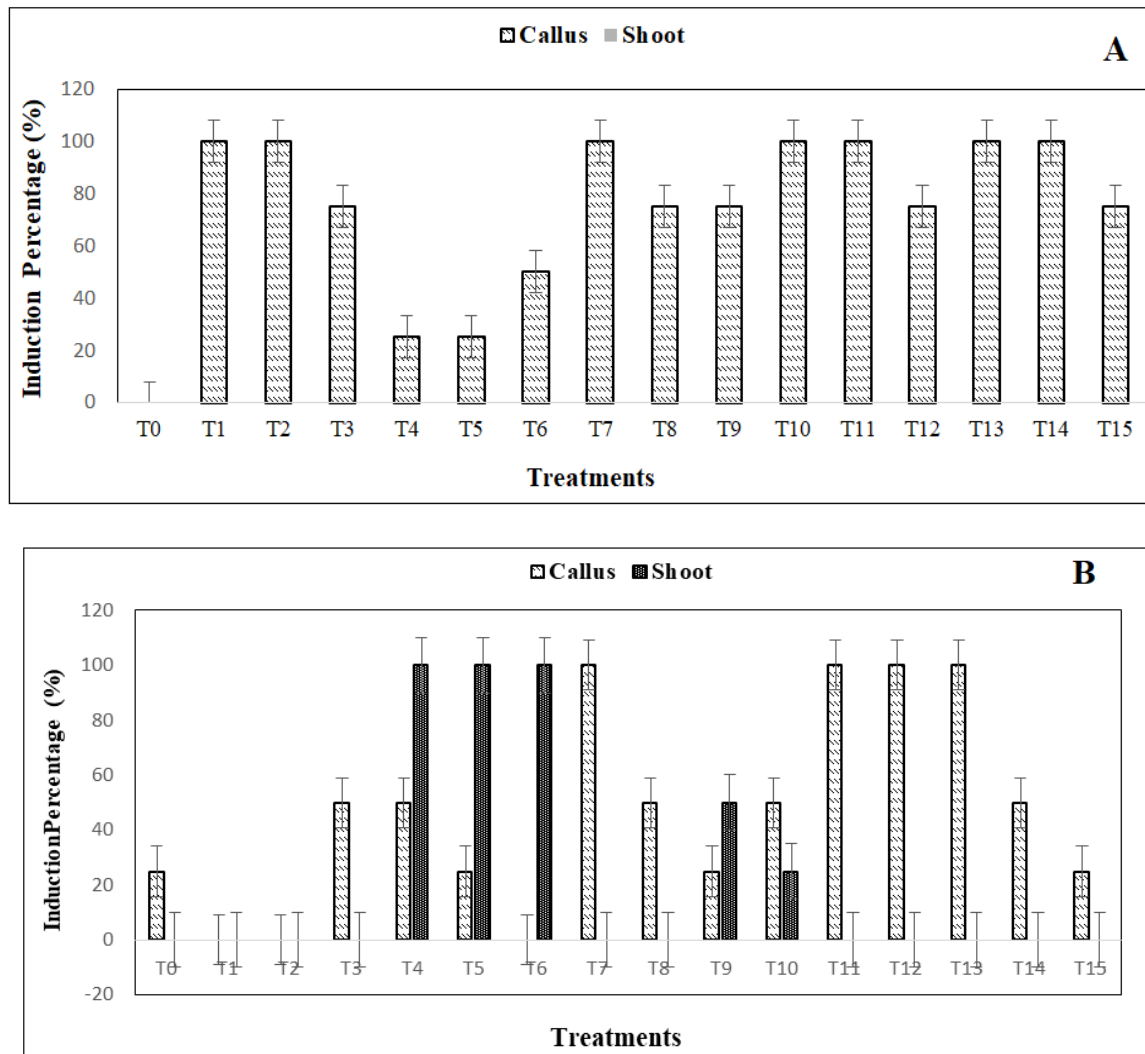 Callus Shoot
A
Induction Percentage (%)
120
100
80
60
40
20
0
T0 T1 T2 T3 T4 T5 T6 T7 T8 T9 T10 T11 T12 T13 T14 T15
Treatments
Callus Shoot
B
InductionPercentage (%)
120
100
80
60
40
20
0
-20
T0 T1 T2 T3 T4 T5 T6 T7 T8 T9 T10 T11 T12 T13 T14 T15
Treatments